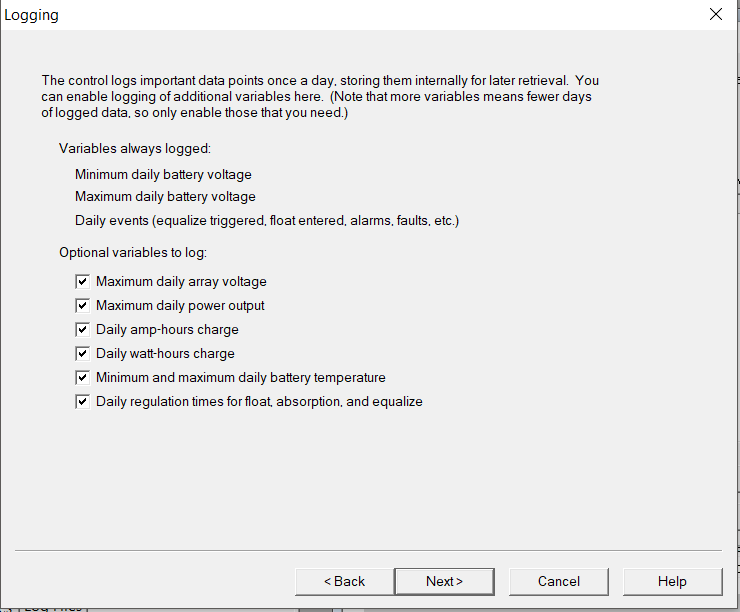 Logging
The control logs important data points once a day, storing them internally for later retrieval. You
can enable logging of additional variables here. (Note that more variables means fewer days
of logged data, so only enable those that you need.)
Variables always logged:
Minimum daily battery voltage
Maximum daily battery voltage
Daily events (equalize triggered, float entered, alarms, faults, etc.)
Optional variables to log:
Maximum daily array voltage
Maximum daily power output
Daily amp-hours charge
Daily watt-hours charge
Minimum and maximum daily battery temperature
Daily regulation times for float, absorption, and equalize
< Back Next > Cancel Help